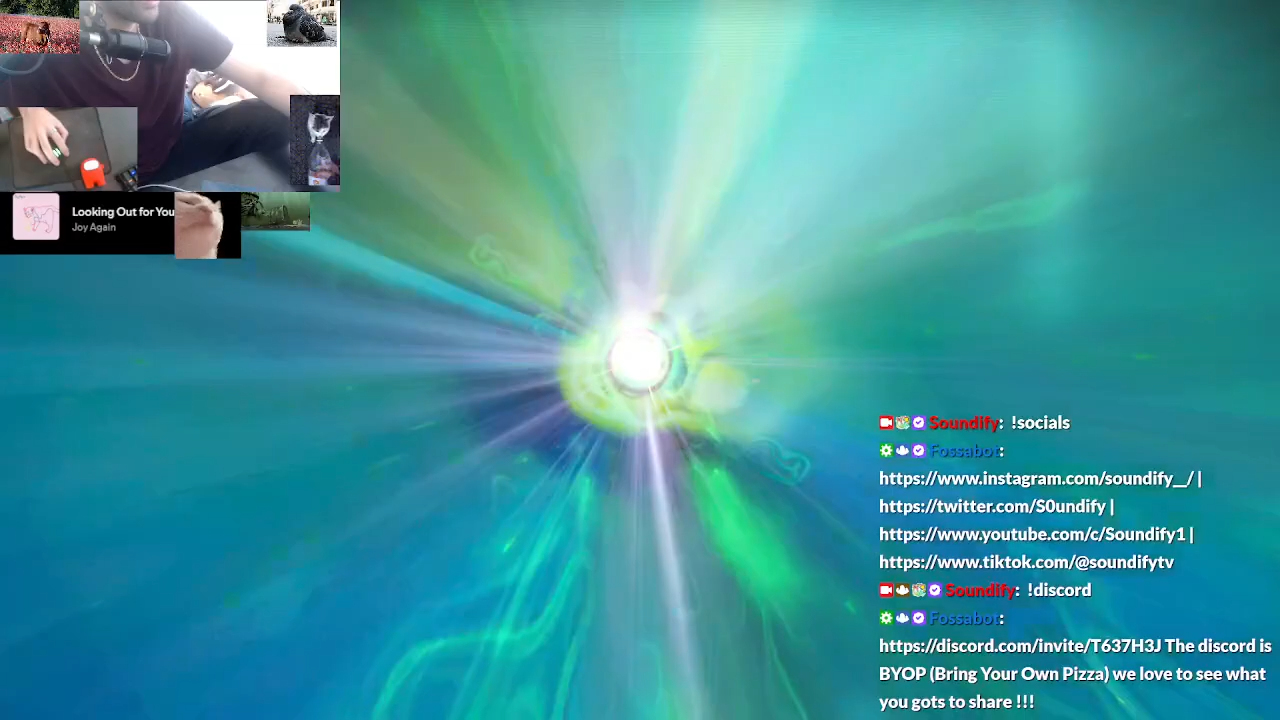 Looking Out for You
Joy Again
Soundify: !socials
Fossabot:
https://www.instagram.com/soundify__/ |
https://twitter.com/S0undify |
https://www.youtube.com/c/Soundify1 |
https://www.tiktok.com/@soundifytv
Soundify: !discord
Fossabot:
https://discord.com/invite/T637H3J The discord is
BYOP (Bring Your Own Pizza) we love to see what
you gots to share !!!